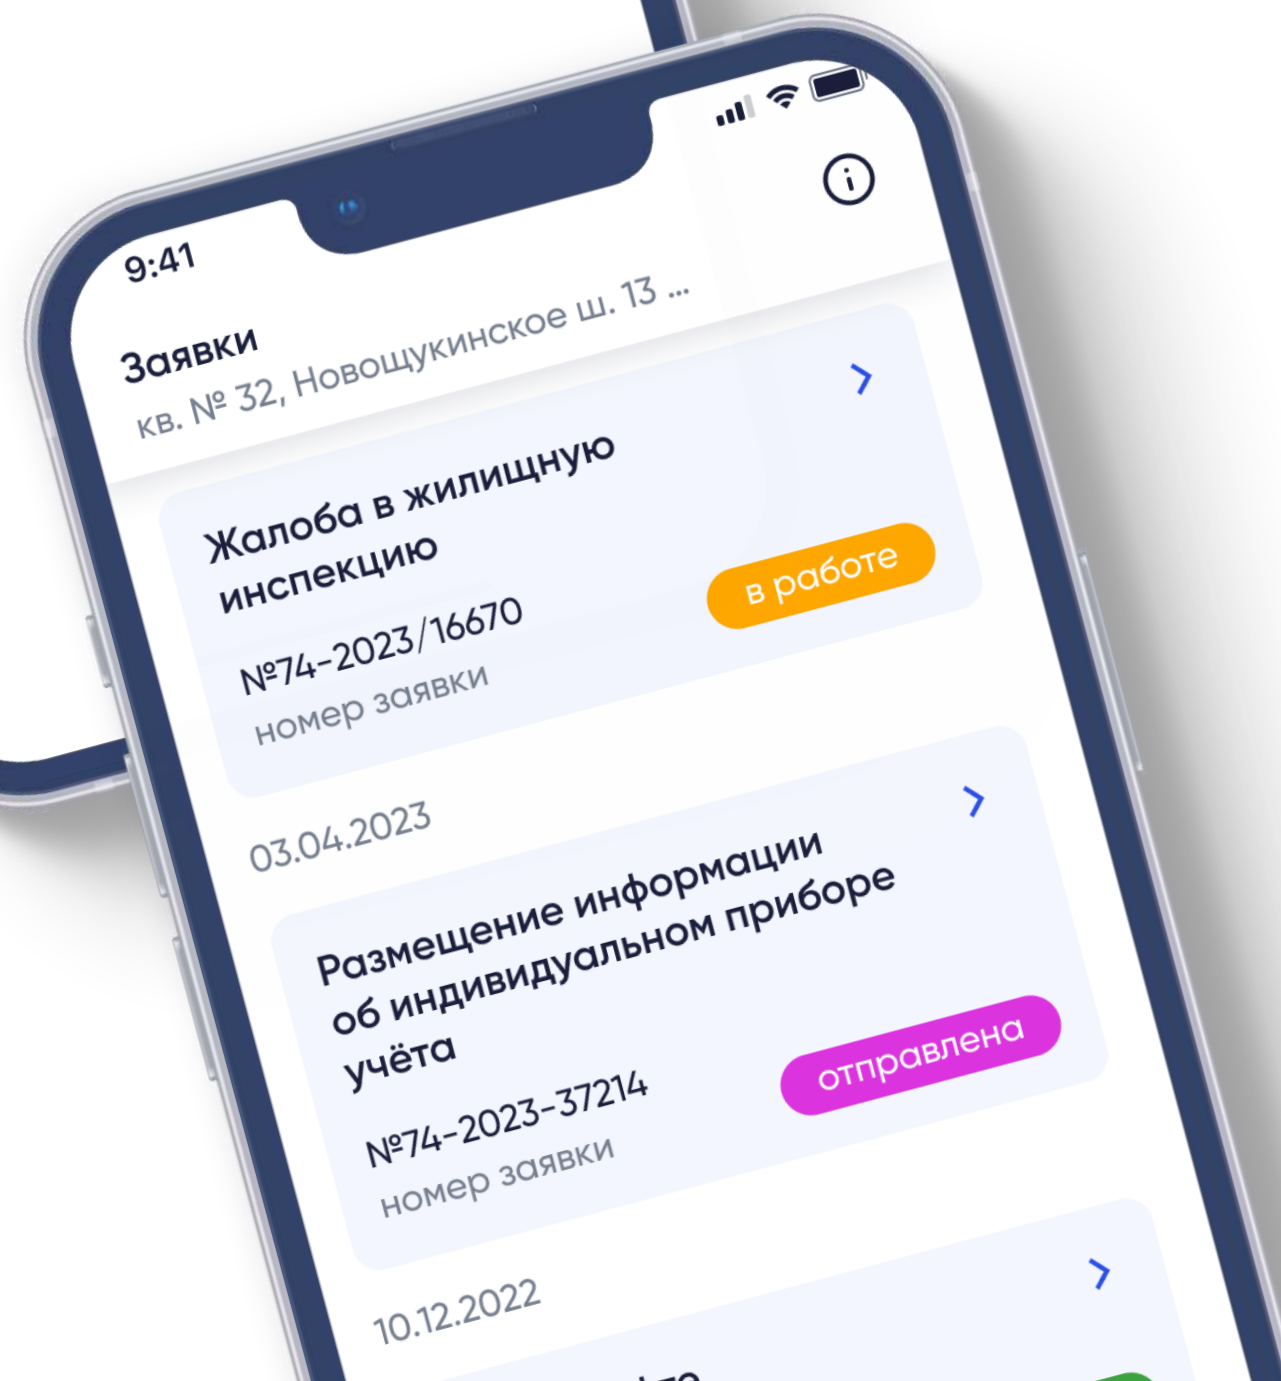 9:41
Заявки
кв. № 32, Новощукинское ш. 13 ...
Жалоба в жилищную
инспекцию
в работе
№74-2023/16670
номер заявки
03.04.2023
Размещение информации
об индивидуальном приборе
учёта
отправлена
№74-2023-37214
номер заявки
10.12.2022